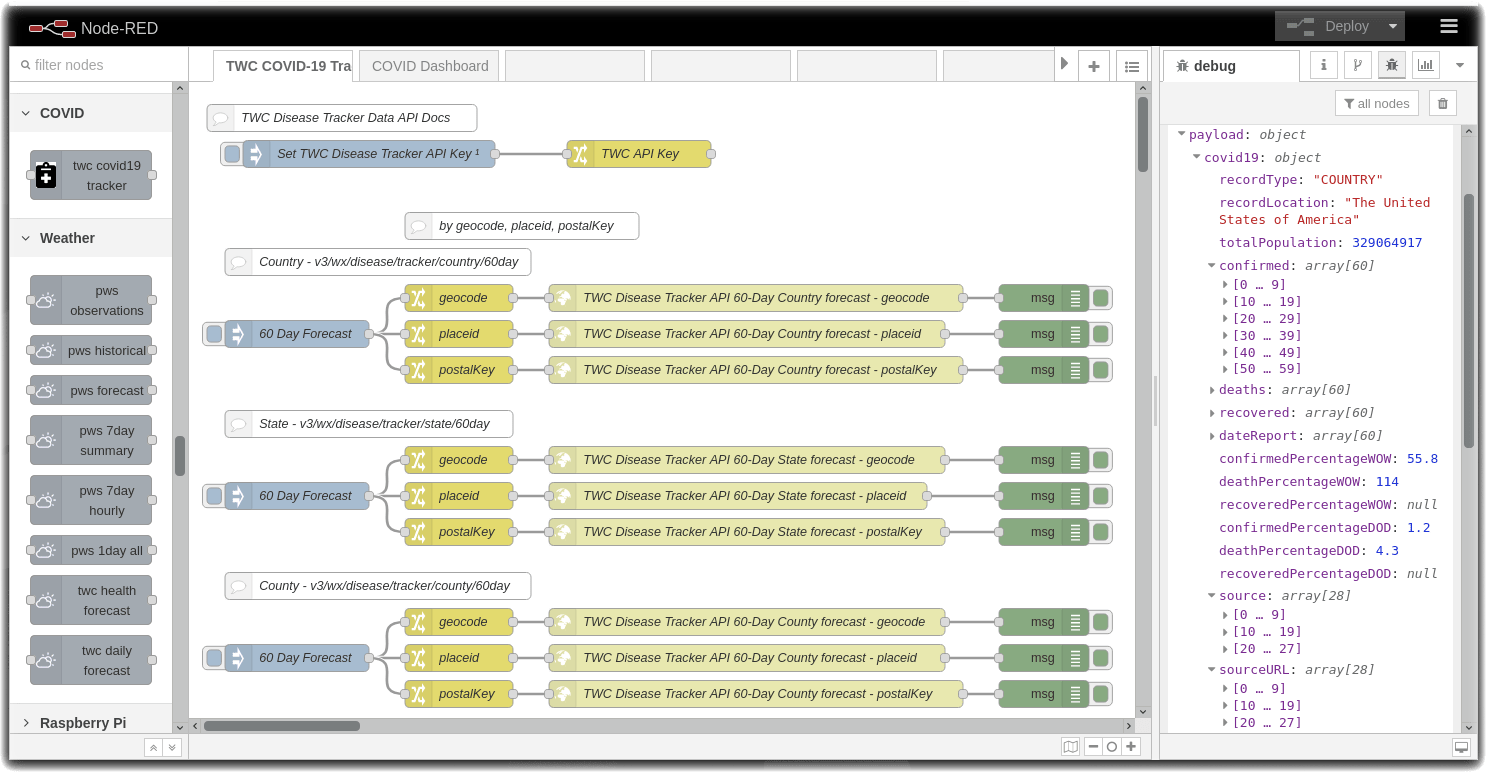 Node-RED
Deploy
filter nodes
TWC COVID-19 Tra
COVID Dashboard
debug
all nodes
COVID
twc covid19
tracker
Weather
pws
observations
pws historical
pws forecast
pws 7day
summary
pws 7day
hourly
pws 1day all
twc health
forecast
twc daily
forecast
Raspberry Pi
TWC Disease Tracker Data API Docs
Set TWC Disease Tracker API Key ¹
TWC API Key
by geocode, placeid, postalKey
Country - v3/wx/disease/tracker/country/60day
60 Day Forecast
geocode
TWC Disease Tracker API 60-Day Country forecast - geocode
msg
placeid
TWC Disease Tracker API 60-Day Country forecast - placeid
msg
postalKey
TWC Disease Tracker API 60-Day Country forecast - postalKey
msg
State - v3/wx/disease/tracker/state/60day
60 Day Forecast
geocode
TWC Disease Tracker API 60-Day State forecast - geocode
msg
placeid
TWC Disease Tracker API 60-Day State forecast - placeid
msg
postalKey
TWC Disease Tracker API 60-Day State forecast - postalKey
msg
County - v3/wx/disease/tracker/county/60day
60 Day Forecast
geocode
TWC Disease Tracker API 60-Day County forecast - geocode
msg
placeid
TWC Disease Tracker API 60-Day County forecast - placeid
msg
postalKey
TWC Disease Tracker API 60-Day County forecast - postalKey
msg
payload: object
covid19: object
recordType: "COUNTRY"
recordLocation: "The United
States of America"
totalPopulation: 329064917
confirmed: array[60]
[0 … 9]
[10 … 19]
[20 … 29]
[30 … 39]
[40 … 49]
[50 … 59]
deaths: array[60]
recovered: array[60]
dateReport: array[60]
confirmedPercentageWOW: 55.8
deathPercentageWOW: 114
recoveredPercentageWOW: null
confirmedPercentageDOD: 1.2
deathPercentageDOD: 4.3
recoveredPercentageDOD: null
source: array[28]
[0 … 9]
[10 … 19]
[20 … 27]
sourceURL: array[28]
[0 … 9]
[10 … 19]
[20 … 27]